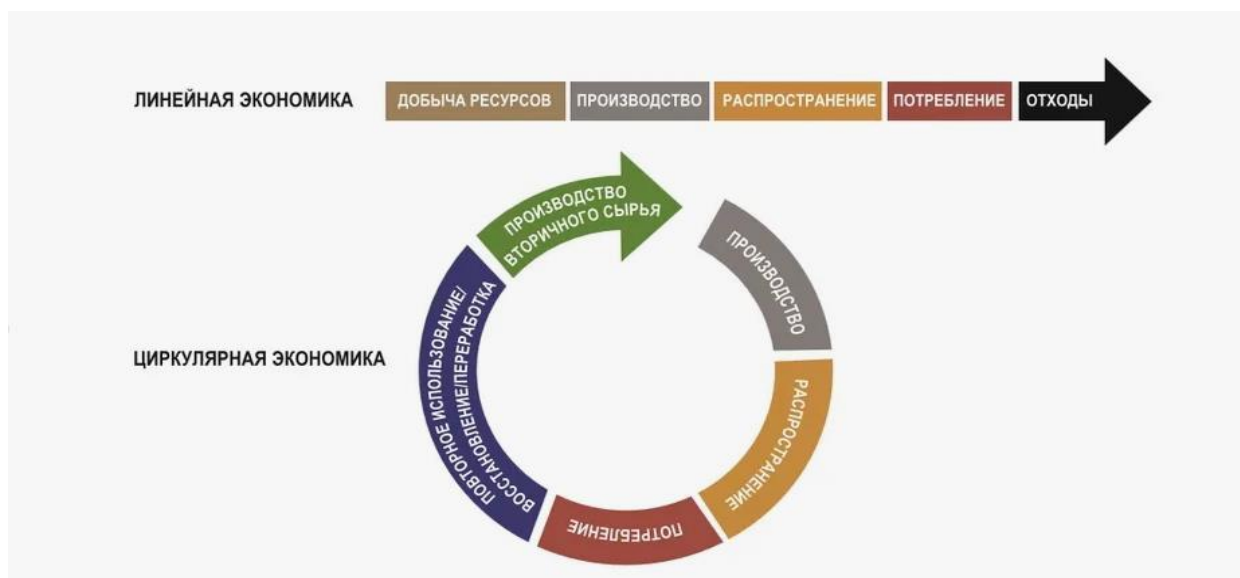 ЛИНЕЙНАЯ ЭКОНОМИКА
ДОБЫЧА РЕСУРСОВ
ПРОИЗВОДСТВО
РАСПРОСТРАНЕНИЕ
ПОТРЕБЛЕНИЕ
ОТХОДЫ
ПРОИЗВОДСТВО
ВТОРИЧНОГО СЫРЬЯ
ПРОИЗВОДСТВО
РАСПРОСТРАНЕНИЕ
ПОТРЕБЛЕНИЕ
ПОВТОРНОЕ ИСПОЛЬЗОВАНИЕ/
ВОССТАНОВЛЕНИЕ/ПЕРЕРАБОТКА
ЦИРКУЛЯРНАЯ ЭКОНОМИКА